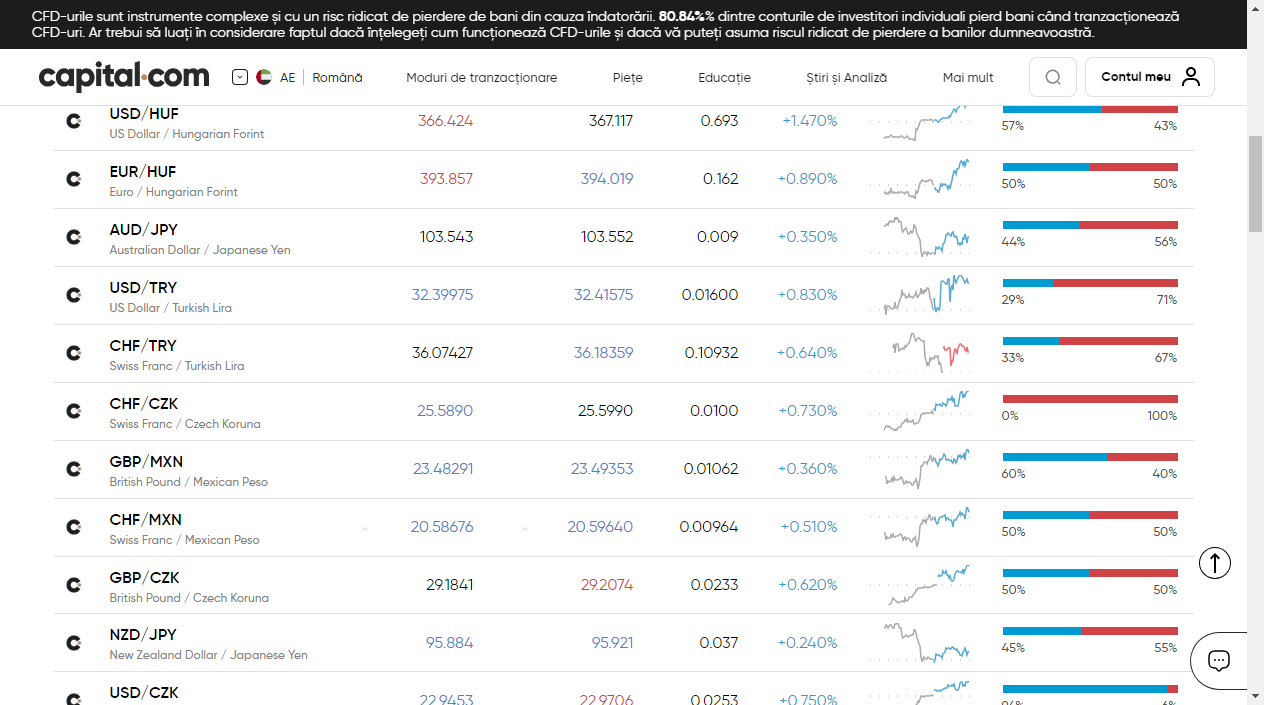 CFD-urile sunt instrumente complexe și cu un risc ridicat de pierdere de bani din cauza îndatorării. 80.84%% dintre conturile de investitori individuali pierd bani când tranzacționează
CFD-uri. Ar trebui să luați în considerare faptul dacă înțelegeți cum funcționează CFD-urile și dacă vă puteți asuma riscul ridicat de pierdere a banilor dumneavoastră.
capital.com AE Română Moduri de tranzacționare Piețe Educație Știri și Analiză Mai mult Contul meu
USD/HUF 366.424 367.117 0.693 +1.470%
US Dollar / Hungarian Forint 57% 43%
EUR/HUF 393.857 394.019 0.162 +0.890%
Euro / Hungarian Forint 50% 50%
AUD/JPY 103.543 103.552 0.009 +0.350%
Australian Dollar / Japanese Yen 44% 56%
USD/TRY 32.39975 32.41575 0.01600 +0.830%
US Dollar / Turkish Lira 29% 71%
CHF/TRY 36.07427 36.18359 0.10932 +0.640%
Swiss Franc / Turkish Lira 33% 67%
CHF/CZK 25.5890 25.5990 0.0100 +0.730%
Swiss Franc / Czech Koruna 0% 100%
GBP/MXN 23.48291 23.49353 0.01062 +0.360%
British Pound / Mexican Peso 60% 40%
CHF/MXN 20.58676 20.59640 0.00964 +0.510%
Swiss Franc / Mexican Peso 50% 50%
GBP/CZK 29.1841 29.2074 0.0233 +0.620%
British Pound / Czech Koruna 50% 50%
NZD/JPY 95.884 95.921 0.037 +0.240%
New Zealand Dollar / Japanese Yen 45% 55%
USD/CZK 22.9453 22.9706 0.0253 +0.750%